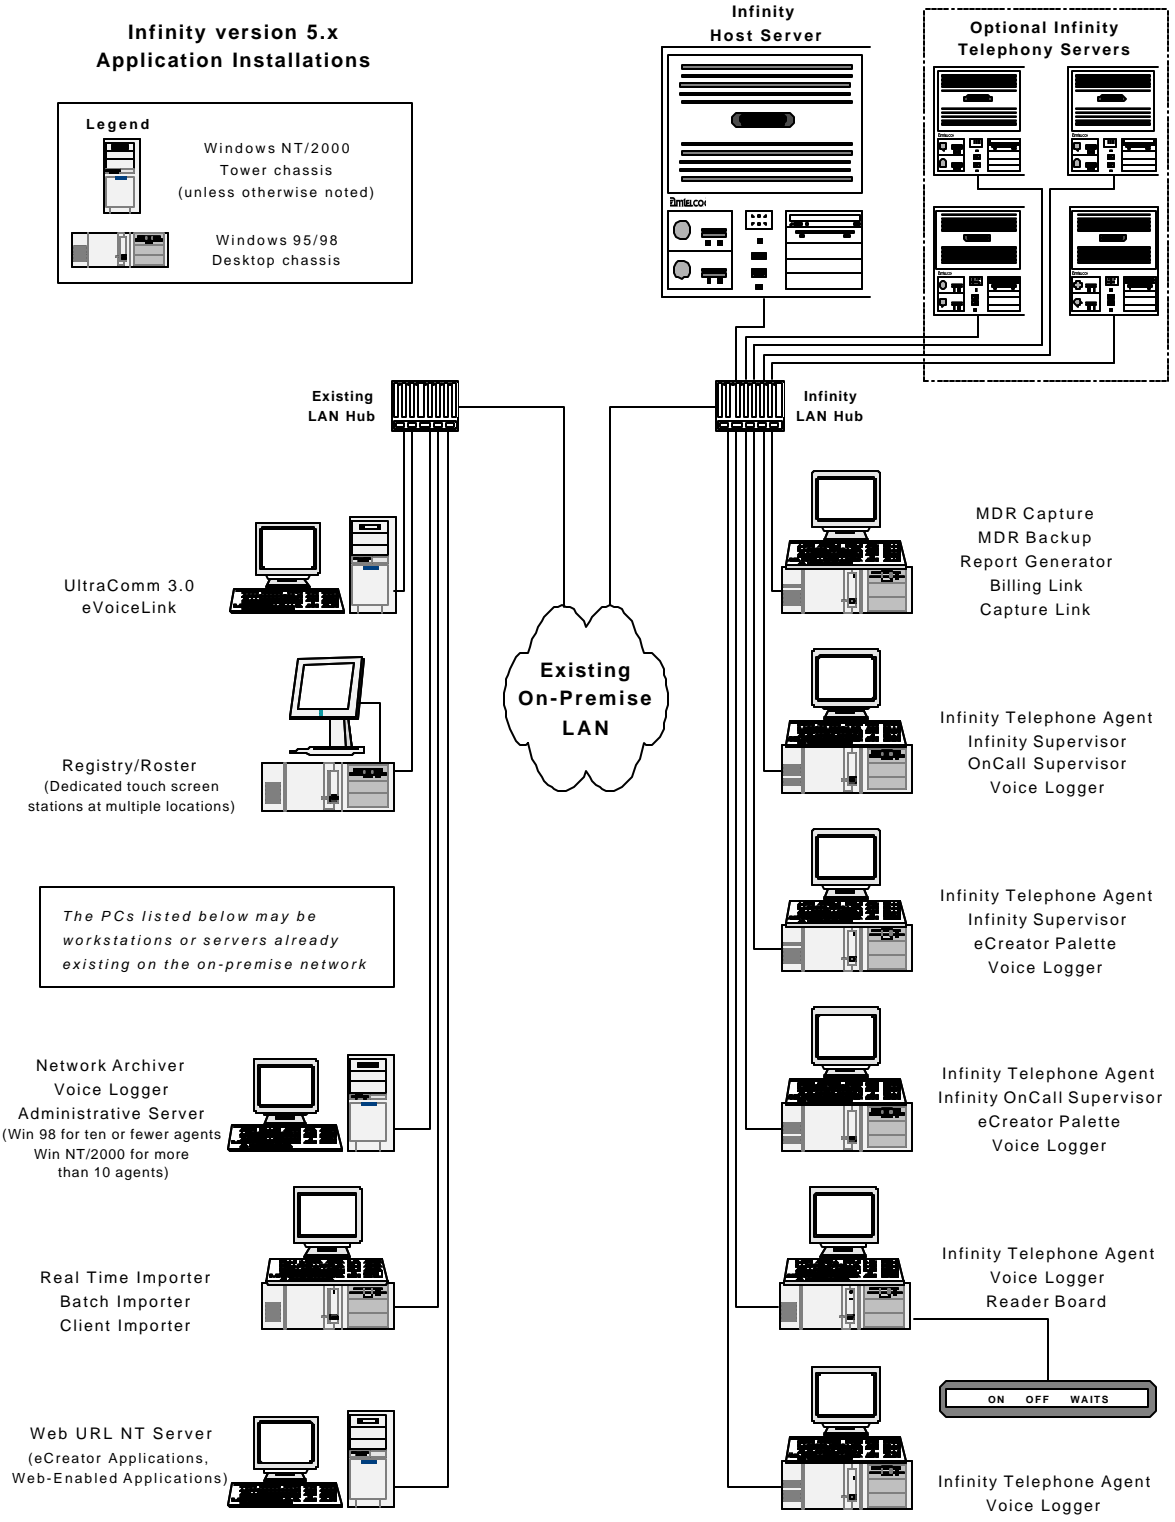 Infinity version 5.x
Application Installations
Legend
Windows NT/2000
Tower chassis
(unless otherwise noted)
Windows 95/98
Desktop chassis
Infinity
Host Server
Optional Infinity
Telephony Servers
Existing
LAN Hub
Infinity
LAN Hub
UltraComm 3.0
eVoiceLink
Registry/Roster
(Dedicated touch screen
stations at multiple locations)
The PCs listed below may be
workstations or servers already
existing on the on-premise network
Network Archiver
Voice Logger
Administrative Server
(Win 98 for ten or fewer agents
Win NT/2000 for more
than 10 agents)
Real Time Importer
Batch Importer
Client Importer
Web URL NT Server
(eCreator Applications,
Web-Enabled Applications)
Existing
On-Premise
LAN
MDR Capture
MDR Backup
Report Generator
Billing Link
Capture Link
Infinity Telephone Agent
Infinity Supervisor
OnCall Supervisor
Voice Logger
Infinity Telephone Agent
Infinity Supervisor
eCreator Palette
Voice Logger
Infinity Telephone Agent
Infinity OnCall Supervisor
eCreator Palette
Voice Logger
Infinity Telephone Agent
Voice Logger
Reader Board
ON OFF WAITS
Infinity Telephone Agent
Voice Logger